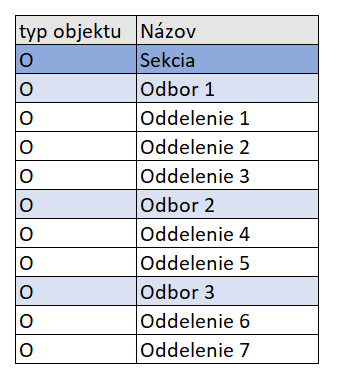 typ objektu Názov
O Sekcia
O Odbor 1
O Oddelenie 1
O Oddelenie 2
O Oddelenie 3
O Odbor 2
O Oddelenie 4
O Oddelenie 5
O Odbor 3
O Oddelenie 6
O Oddelenie 7